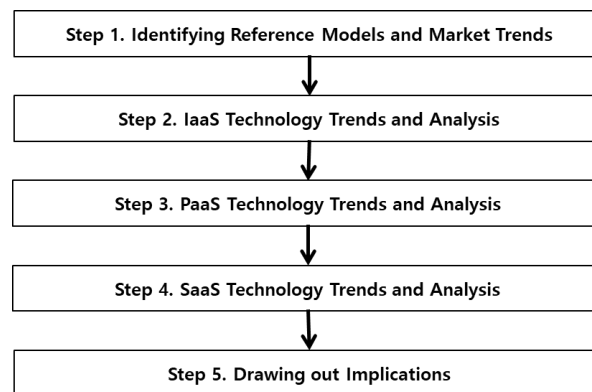 Step 1. Identifying Reference Models and Market Trends
Step 2. IaaS Technology Trends and Analysis
Step 3. PaaS Technology Trends and Analysis
Step 4. SaaS Technology Trends and Analysis
Step 5. Drawing out Implications